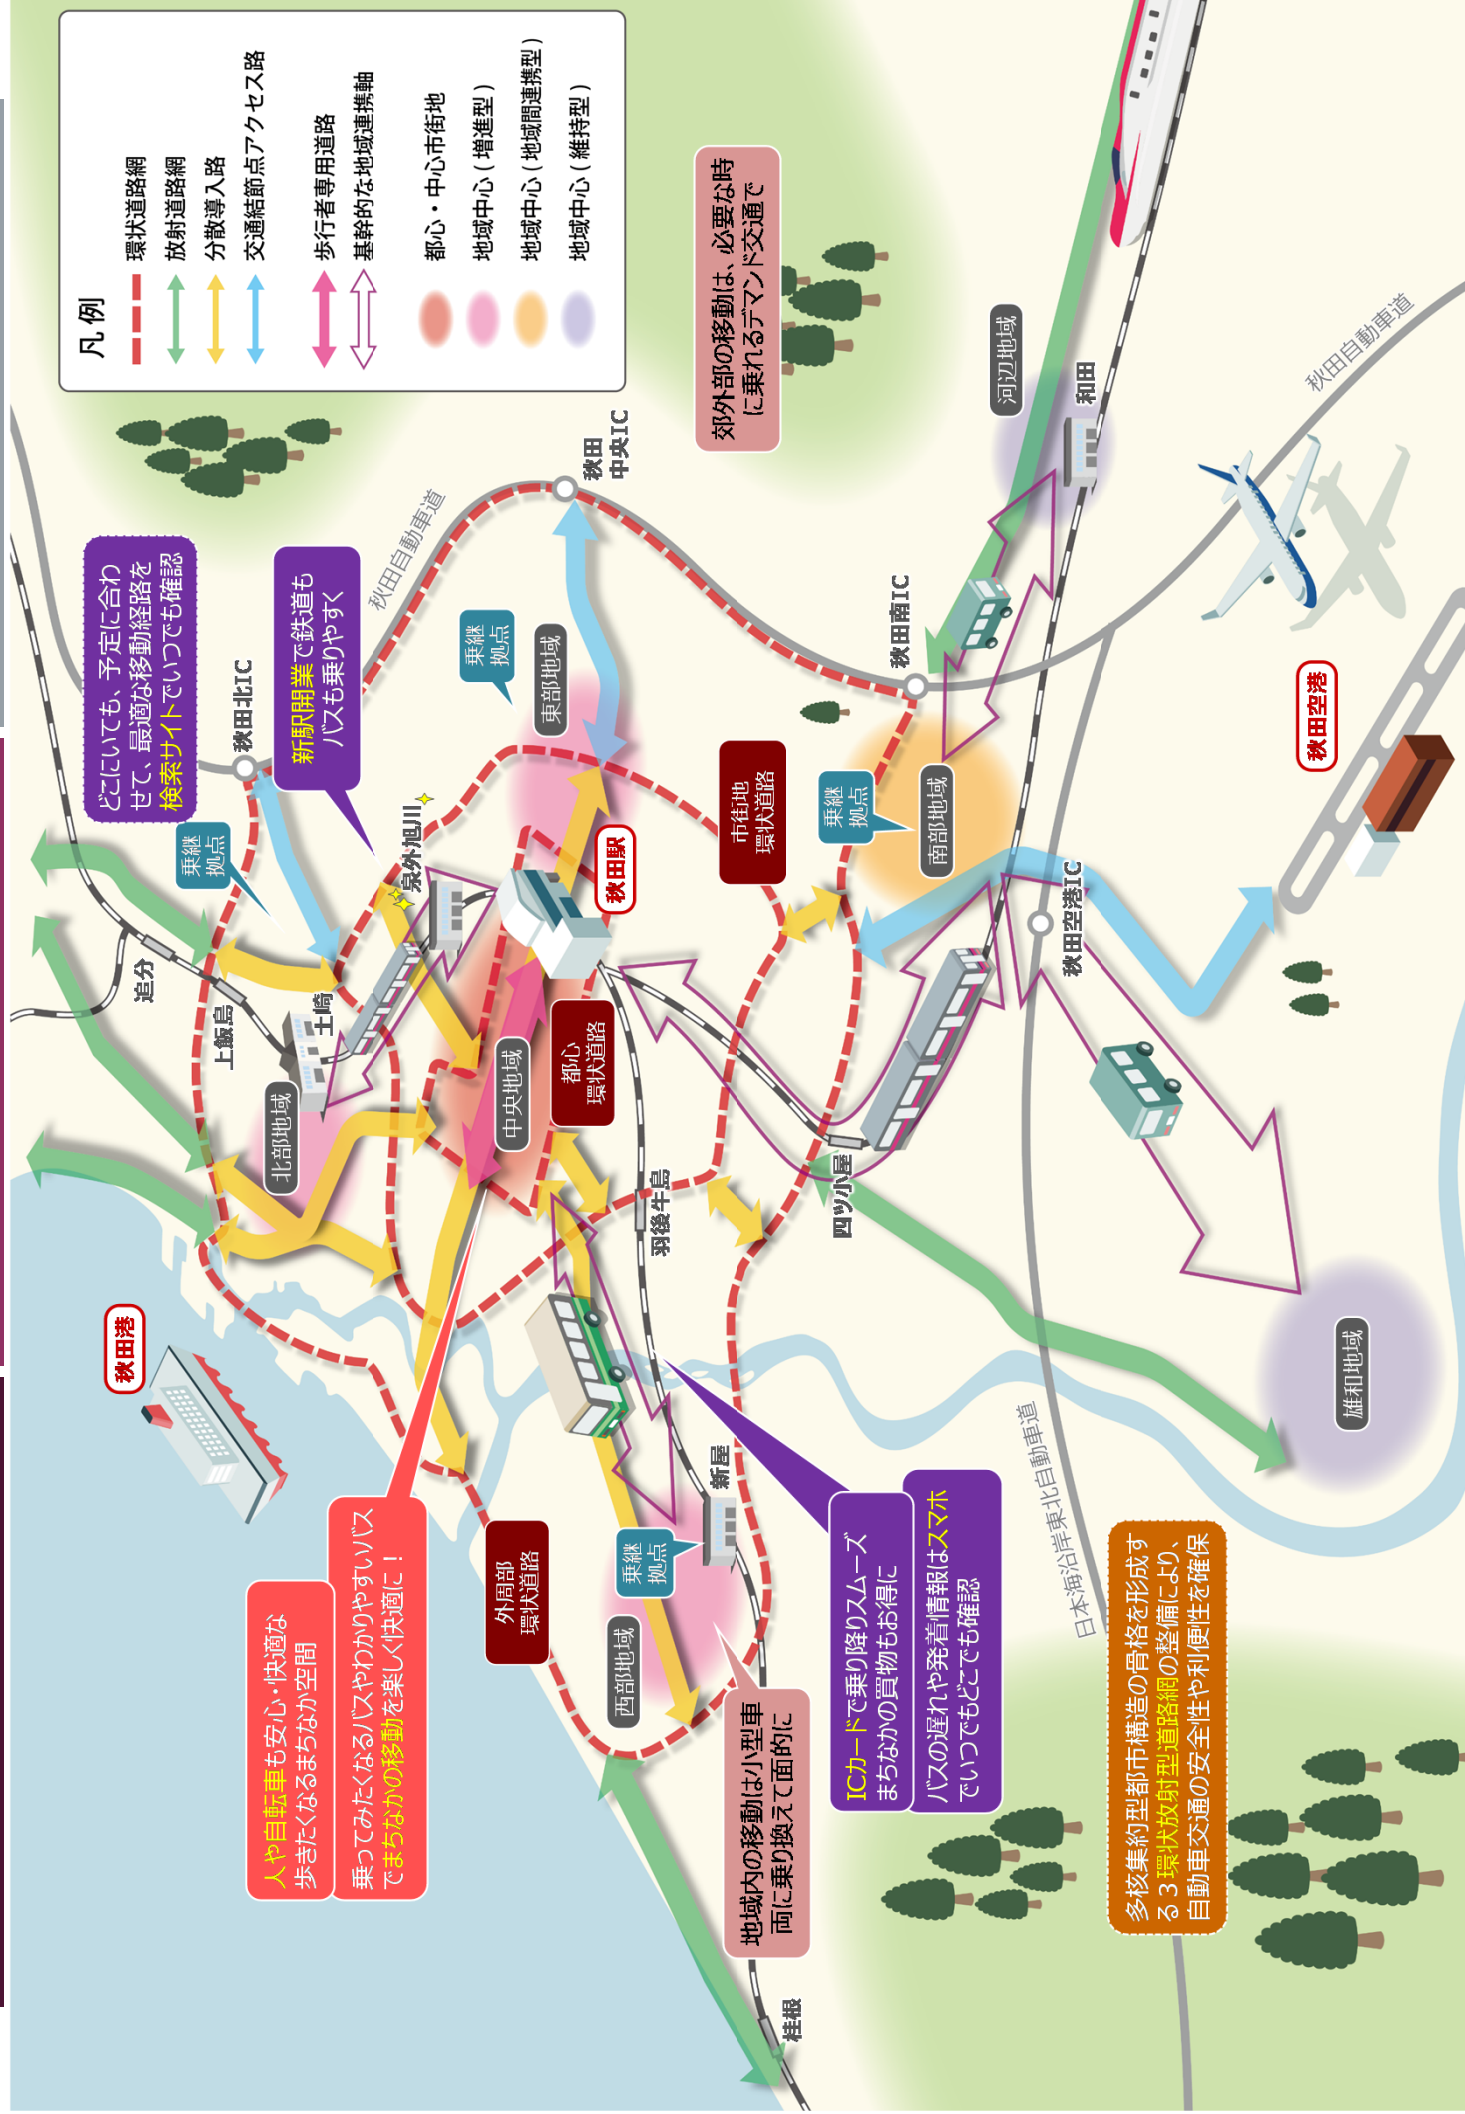 凡 例
環状道路網
放射道路網
分散導入路
交通結節点アクセス路
歩行者専用道路
基幹的な地域連携軸
都心・中心市街地
地域中心（増進型）
地域中心（地域間連携型）
地域中心（維持型）
どこにいても、予定に合わ
せて、最適な移動経路を
検索サイトでいつでも確認
新駅開業で鉄道も
バスも乗りやすく
秋田自動車道
秋田
中央IC
秋田北IC
乗継
拠点
東部地域
乗継
拠点
泉外旭川
追分
上飯島
土崎
北部地域
秋田駅
中央地域
都心
環状道路
市街地
環状道路
郊外部の移動は、必要な時
に乗れるデマンド交通で
河辺地域
和田
秋田自動車道
秋田南IC
乗継
拠点
南部地域
秋田空港IC
秋田空港
四ツ小屋
羽後牛島
秋田港
人や自転車も安心・快適な
歩きたくなるまちなか空間
乗ってみたくなるバスやわかりやすいバス
でまちなかの移動を楽しく快適に！
外周部
環状道路
乗継
拠点
新屋
西部地域
地域内の移動は小型車
両に乗り換えて面的に
ICカードで乗り降りスムーズ
まちなかの買物もお得に
バスの遅れや発着情報はスマホ
でいつでもどこでも確認
日本海沿岸東北自動車道
雄和地域
多核集約型都市構造の骨格を形成す
る３環状放射型道路網の整備により、
自動車交通の安全性や利便性を確保
桂根